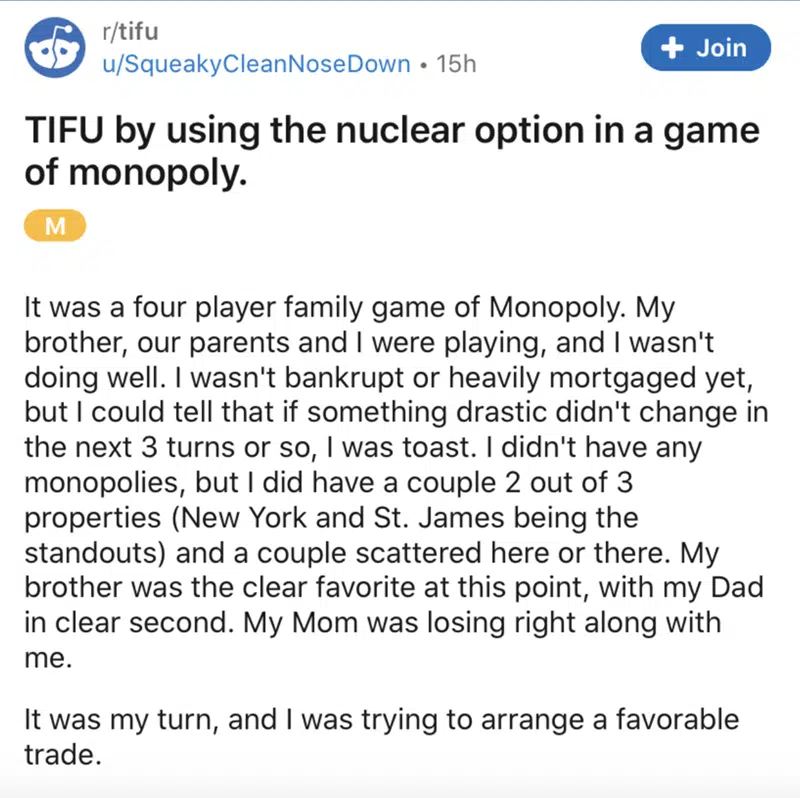 r/tifu
u/SqueakyCleanNoseDown • 15h
+ Join
TIFU by using the nuclear option in a game
of monopoly.
M
It was a four player family game of Monopoly. My
brother, our parents and I were playing, and I wasn't
doing well. I wasn't bankrupt or heavily mortgaged yet,
but I could tell that if something drastic didn't change in
the next 3 turns or so, I was toast. I didn't have any
monopolies, but I did have a couple 2 out of 3
properties (New York and St. James being the
standouts) and a couple scattered here or there. My
brother was the clear favorite at this point, with my Dad
in clear second. My Mom was losing right along with
me.
It was my turn, and I was trying to arrange a favorable
trade.